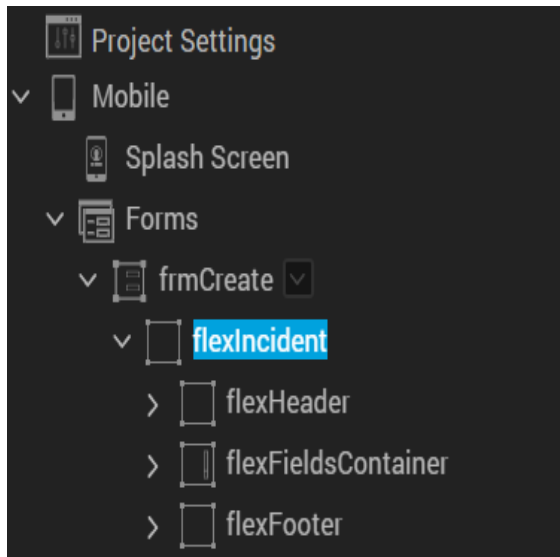 Project Settings
Mobile
Splash Screen
Forms
frmCreate
flexIncident
flexHeader
flexFieldsContainer
flexFooter